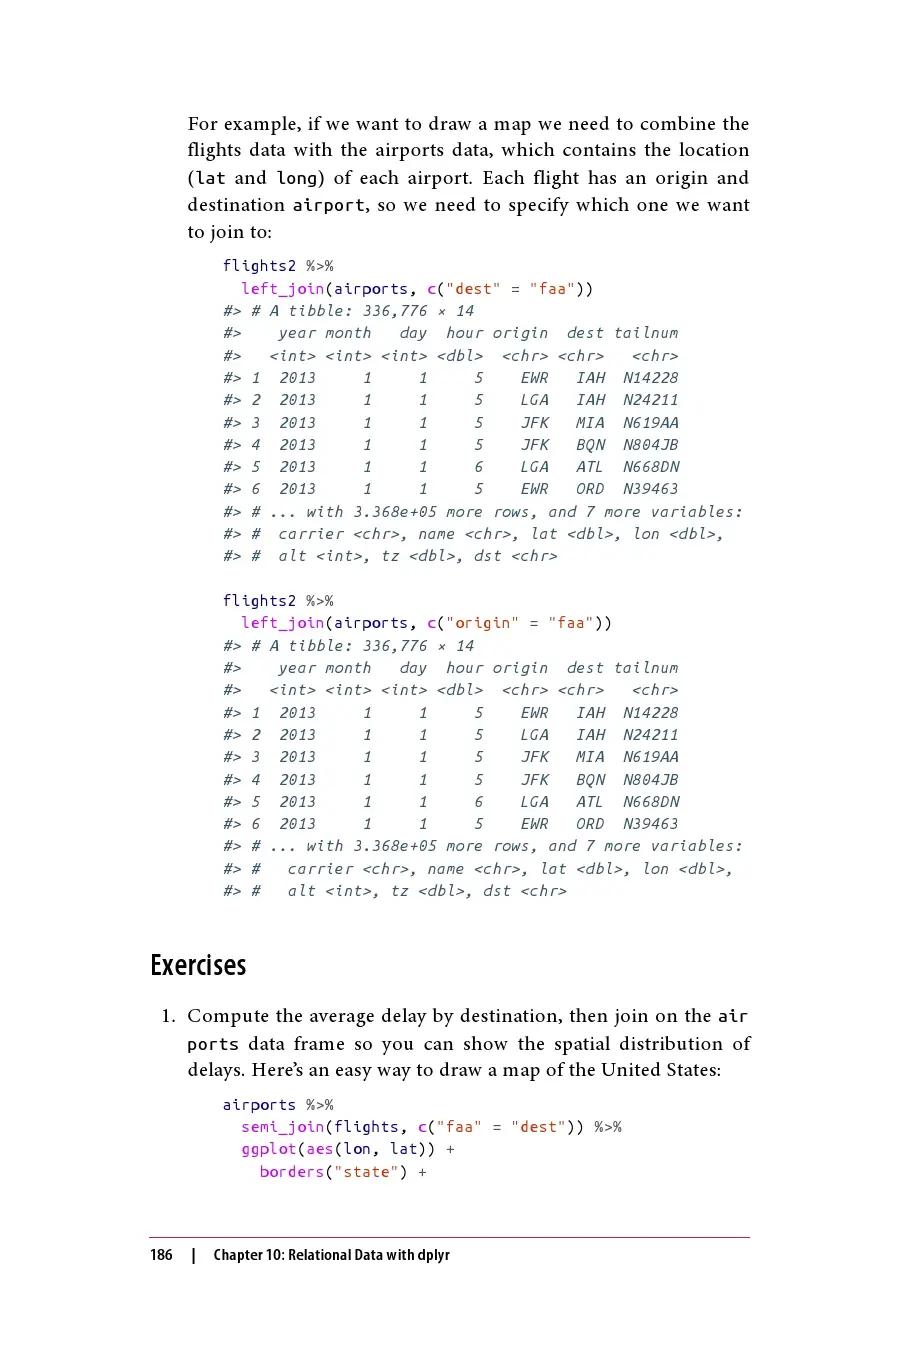 For example, if we want to draw a map we need to combine the
flights data with the airports data, which contains the location
(lat and long) of each airport. Each flight has an origin and
destination airport, so we need to specify which one we want
to join to:
flights2 %>%
  left_join(airports, c("dest" = "faa"))
#> # A tibble: 336,776 × 14
#>    year month   day  hour origin  dest tailnum
#>   <int> <int> <int> <dbl>  <chr> <chr>   <chr>
#> 1  2013     1     1     5    EWR   IAH  N14228
#> 2  2013     1     1     5    LGA   IAH  N24211
#> 3  2013     1     1     5    JFK   MIA  N619AA
#> 4  2013     1     1     5    JFK   BQN  N804JB
#> 5  2013     1     1     6    LGA   ATL  N668DN
#> 6  2013     1     1     5    EWR   ORD  N39463
#> # ... with 3.368e+05 more rows, and 7 more variables:
#> #  carrier <chr>, name <chr>, lat <dbl>, lon <dbl>,
#> #  alt <int>, tz <dbl>, dst <chr>
flights2 %>%
  left_join(airports, c("origin" = "faa"))
#> # A tibble: 336,776 × 14
#>    year month   day  hour origin  dest tailnum
#>   <int> <int> <int> <dbl>  <chr> <chr>   <chr>
#> 1  2013     1     1     5    EWR   IAH  N14228
#> 2  2013     1     1     5    LGA   IAH  N24211
#> 3  2013     1     1     5    JFK   MIA  N619AA
#> 4  2013     1     1     5    JFK   BQN  N804JB
#> 5  2013     1     1     6    LGA   ATL  N668DN
#> 6  2013     1     1     5    EWR   ORD  N39463
#> # ... with 3.368e+05 more rows, and 7 more variables:
#> #   carrier <chr>, name <chr>, lat <dbl>, lon <dbl>,
#> #   alt <int>, tz <dbl>, dst <chr>
Exercises
1. Compute the average delay by destination, then join on the air
ports data frame so you can show the spatial distribution of
delays. Here’s an easy way to draw a map of the United States:
airports %>%
  semi_join(flights, c("faa" = "dest")) %>%
  ggplot(aes(lon, lat)) +
    borders("state") +
186 | Chapter 10: Relational Data with dplyr